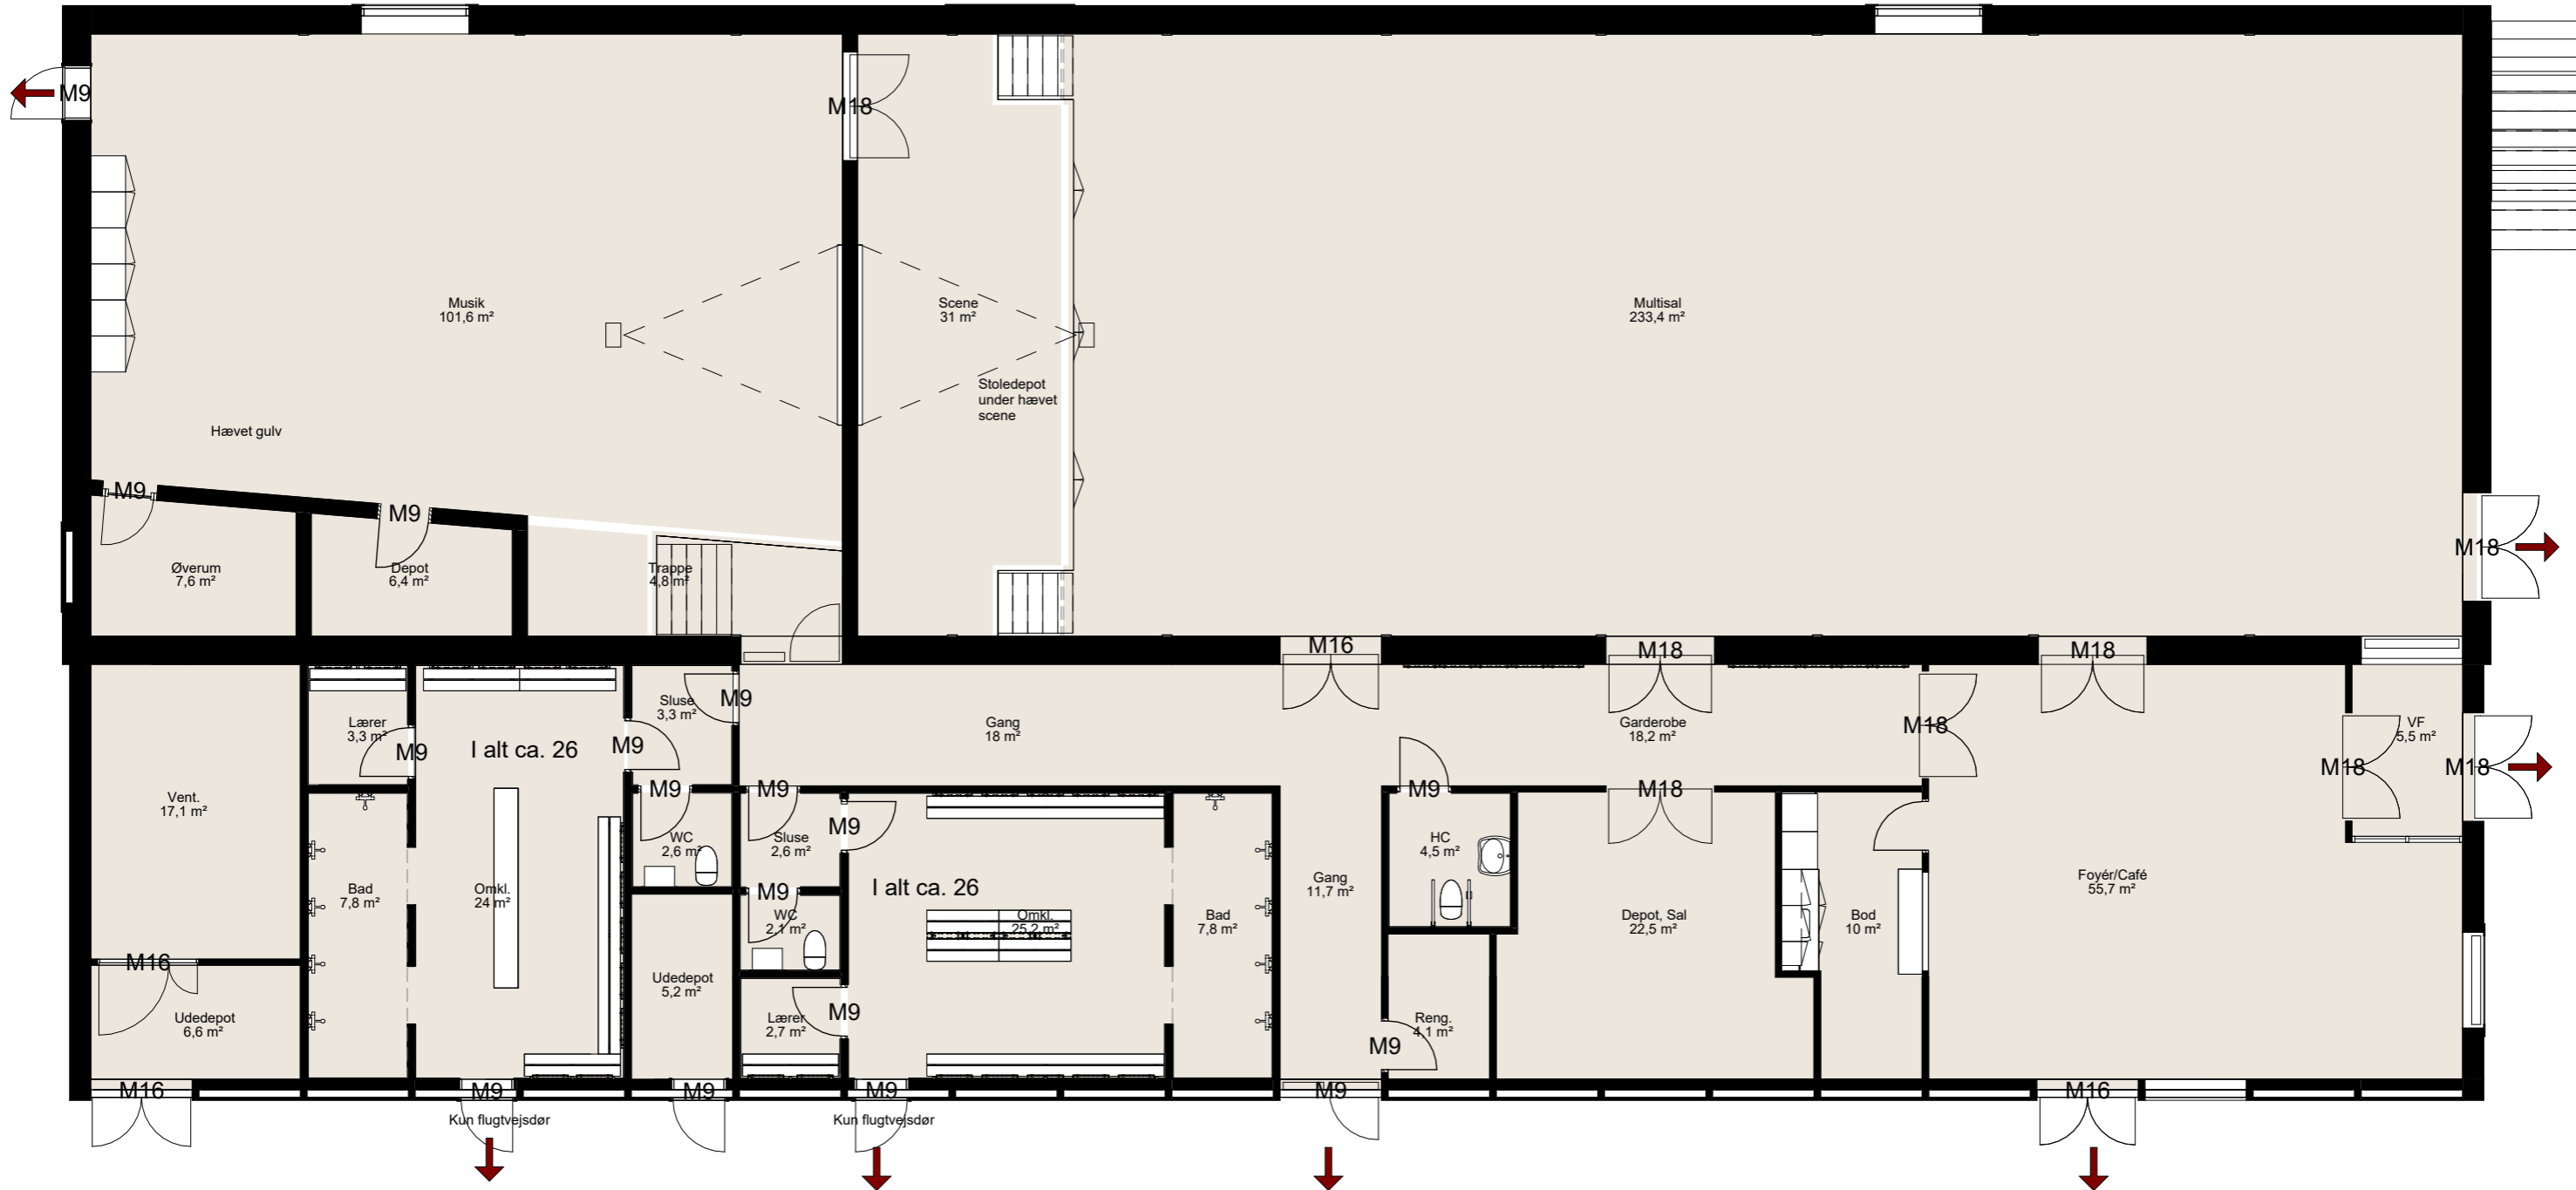 M9
M18
Musik
101,6 m²
Scene
31 m²
Multisal
233,4 m²
Stoledepot
under hævet
scene
Hævet gulv
M9
M9
M18
Øverum
7,6 m²
Depot
6,4 m²
Trappe
4,8 m²
M16
M18
M18
Lærer
3,3 m²
M9
I alt ca. 26
M9
Sluse
3,3 m²
M9
Gang
18 m²
Garderobe
18,2 m²
M18
VF
5,5 m²
M18
M18
Vent.
17,1 m²
M9
M9
M9
M18
WC
2,6 m²
Sluse
2,6 m²
M9
HC
4,5 m²
Bad
7,8 m²
Omkl.
24 m²
M9
I alt ca. 26
Gang
11,7 m²
Foyér/Café
55,7 m²
WC
2,1 m²
Omkl.
25,2 m²
Bad
7,8 m²
Depot, Sal
22,5 m²
Bod
10 m²
M16
Udedepot
5,2 m²
Udedepot
6,6 m²
Lærer
2,7 m²
M9
Reng.
4,1 m²
M9
M16
M9
M9
M9
M9
M16
Kun flugtvejsdør
Kun flugtvejsdør